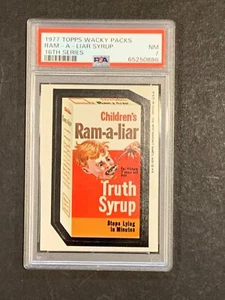 1977 TOPPS WACKY PACKS
RAM - A - LIAR SYRUP
16TH SERIES
NM
7
PSA
65250886
Children's
Ram-a-liar
Truth
Syrup
Stops Lying
in Minutes